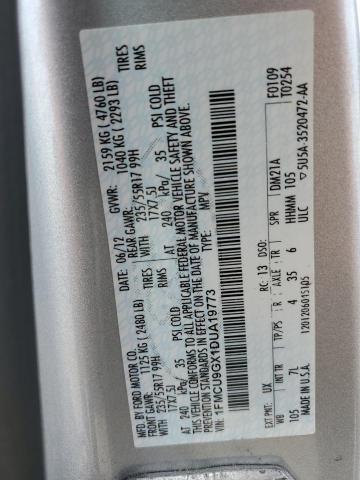 MFD. BY FORD MOTOR CO.
DATE: 06/12 GVWR: 2159 KG ( 4760 LB)
FRONT GAWR: 1125 KG ( 2480 LB) REAR GAWR: 1040 KG ( 2293 LB)
235/55R17 99H WITH TIRES 235/55R17 99H WITH TIRES
17X7.5J RIMS 17X7.5J RIMS
AT 240 kPa/ 35 PSI COLD AT 240 kPa/ 35 PSI COLD
THIS VEHICLE CONFORMS TO ALL APPLICABLE FEDERAL MOTOR VEHICLE SAFETY AND THEFT
PREVENTION STANDARDS IN EFFECT ON THE DATE OF MANUFACTURE SHOWN ABOVE.
VIN: 1FMCU9GX1DUA19773
TYPE: MPV F0109
T0254
EXT PNT: UX RC: 13 DSO:
WB INT TR TP/PS R AXLE TR SPR DM21A
105 7L 4 35 6 HHMM 105
ULC
12012060151405 5U5A-3520472-AA